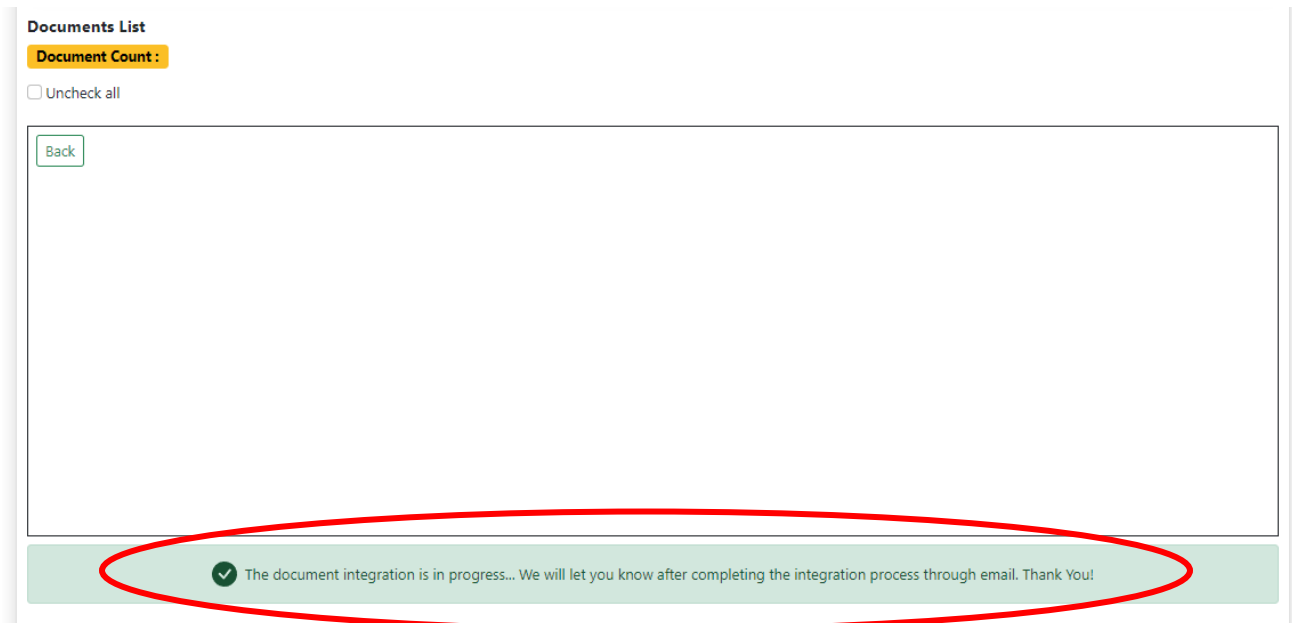 Documents List
Document Count :
Uncheck all
Back
The document integration is in progress... We will let you know after completing the integration process through email. Thank You!